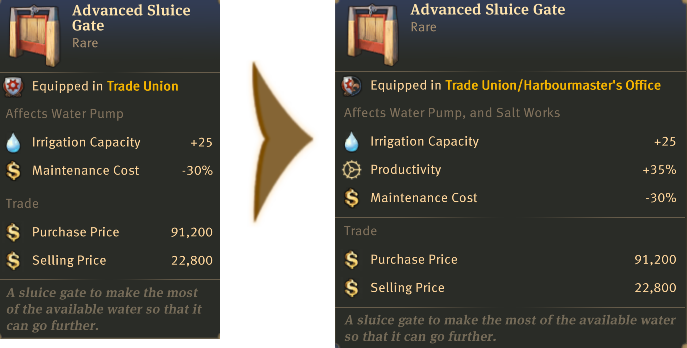 Advanced Sluice
Gate
Rare
Equipped in Trade Union
Affects Water Pump
Irrigation Capacity +25
Maintenance Cost -30%
Trade
Purchase Price 91,200
Selling Price 22,800
A sluice gate to make the most
of the available water so that it
can go further.
Advanced Sluice Gate
Rare
Equipped in Trade Union/Harbourmaster's Office
Affects Water Pump, and Salt Works
Irrigation Capacity +25
Productivity +35%
Maintenance Cost -30%
Trade
Purchase Price 91,200
Selling Price 22,800
A sluice gate to make the most of the available water
so that it can go further.